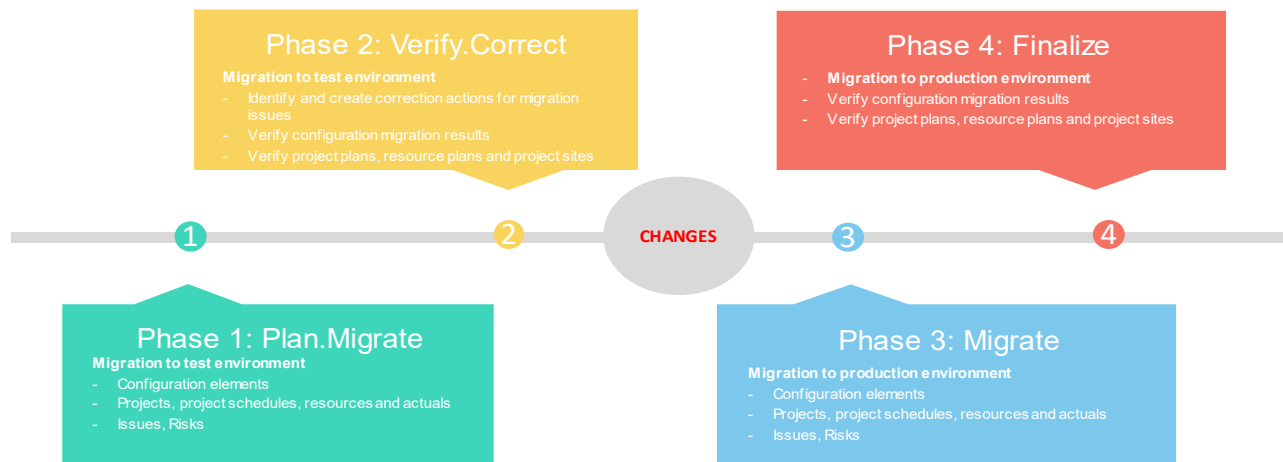 Phase 2: Verify.Correct
Migration to test environment
- Identify and create correction actions for migration
issues
- Verify configuration migration results
- Verify project plans, resource plans and project sites
Phase 4: Finalize
- Migration to production environment
- Verify configuration migration results
- Verify project plans, resource plans and project sites
1
2
CHANGES
3
4
Phase 1: Plan.Migrate
Migration to test environment
- Configuration elements
- Projects, project schedules, resources and actuals
- Issues, Risks
Phase 3: Migrate
Migration to production environment
- Configuration elements
- Projects, project schedules, resources and actuals
- Issues, Risks